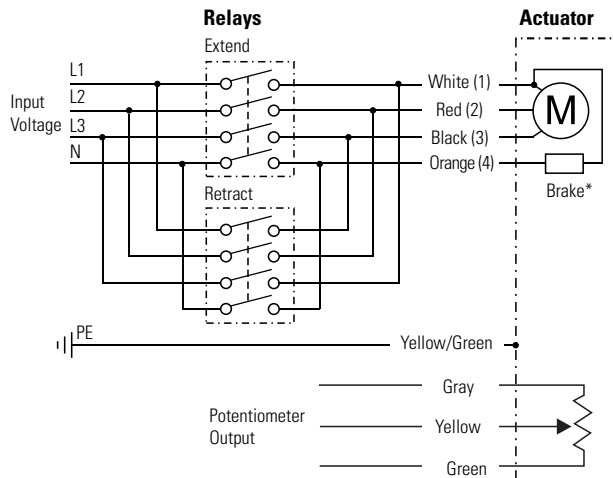 Relays
Actuator
Extend
L1
White (1)
Input
Voltage
L2
Red (2)
M
L3
Black (3)
N
Orange (4)
Brake*
Retract
PE
Yellow/Green
Gray
Potentiometer
Output
Yellow
Green